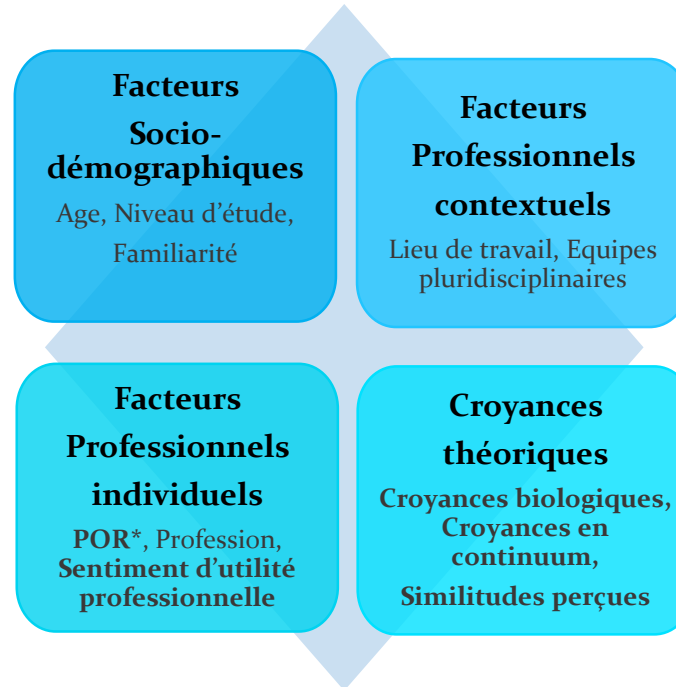 Facteurs
Socio-
démographiques
Age, Niveau d'étude,
Familiarité
Facteurs
Professionnels
contextuels
Lieu de travail, Equipes
pluridisciplinaires
Facteurs
Professionnels
individuels
POR*, Profession,
Sentiment d'utilité
professionnelle
Croyances
théoriques
Croyances biologiques,
Croyances en
continuum,
Similitudes perçues